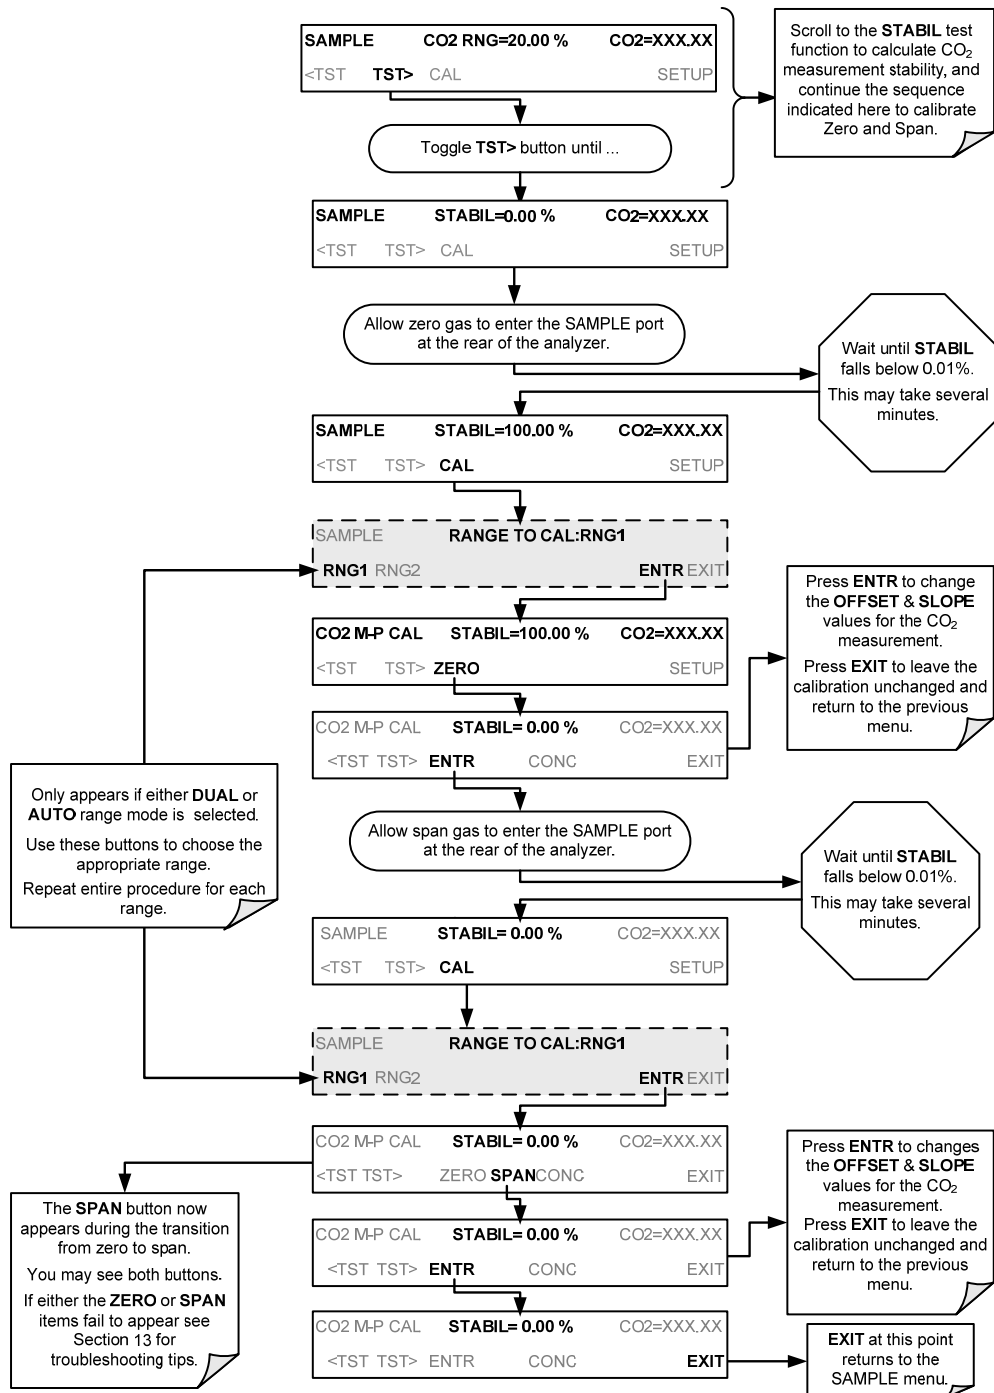 SAMPLE CO2 RNG=20.00 % CO2=XXX.XX
<TST TST> CAL SETUP
Scroll to the STABIL test
function to calculate CO₂
measurement stability, and
continue the sequence
indicated here to calibrate
Zero and Span.
Toggle TST> button until ...
SAMPLE STABIL=0.00 % CO2=XXX.XX
<TST TST> CAL SETUP
Allow zero gas to enter the SAMPLE port
at the rear of the analyzer.
Wait until STABIL
falls below 0.01%.
This may take several
minutes.
SAMPLE STABIL=100.00 % CO2=XXX.XX
<TST TST> CAL SETUP
SAMPLE RANGE TO CAL:RNG1
RNG1 RNG2 ENTR EXIT
CO2 M-P CAL STABIL=100.00 % CO2=XXX.XX
<TST TST> ZERO SETUP
Press ENTR to change
the OFFSET & SLOPE
values for the CO₂
measurement.
Press EXIT to leave the
calibration unchanged and
return to the previous
menu.
CO2 M-P CAL STABIL= 0.00 % CO2=XXX.XX
<TST TST> ENTR CONC EXIT
Only appears if either DUAL or
AUTO range mode is selected.
Use these buttons to choose the
appropriate range.
Repeat entire procedure for each
range.
Allow span gas to enter the SAMPLE port
at the rear of the analyzer.
Wait until STABIL
falls below 0.01%.
This may take several
minutes.
SAMPLE STABIL= 0.00 % CO2=XXX.XX
<TST TST> CAL SETUP
SAMPLE RANGE TO CAL:RNG1
RNG1 RNG2 ENTR EXIT
CO2 M-P CAL STABIL= 0.00 % CO2=XXX.XX
<TST TST> ZERO SPAN CONC EXIT
Press ENTR to changes
the OFFSET & SLOPE
values for the CO₂
measurement.
Press EXIT to leave the
calibration unchanged and
return to the previous
menu.
The SPAN button now
appears during the transition
from zero to span.
You may see both buttons.
If either the ZERO or SPAN
items fail to appear see
Section 13 for
troubleshooting tips.
CO2 M-P CAL STABIL= 0.00 % CO2=XXX.XX
<TST TST> ENTR CONC EXIT
CO2 M-P CAL STABIL= 0.00 % CO2=XXX.XX
<TST TST> ENTR CONC EXIT
EXIT at this point
returns to the
SAMPLE menu.